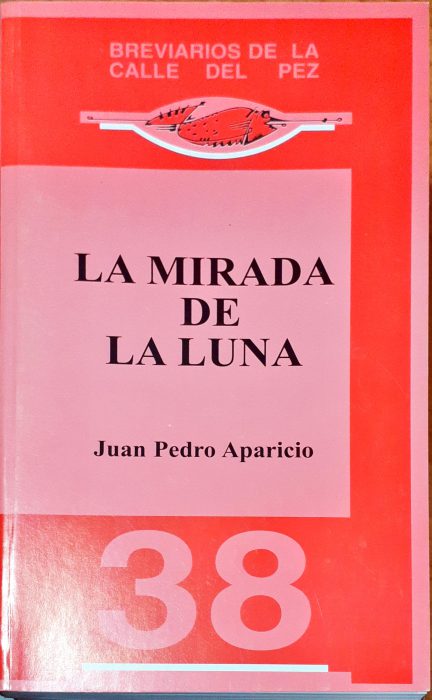 BREVIARIOS DE LA
CALLE DEL PEZ
LA MIRADA
DE
LA LUNA
Juan Pedro Aparicio
38